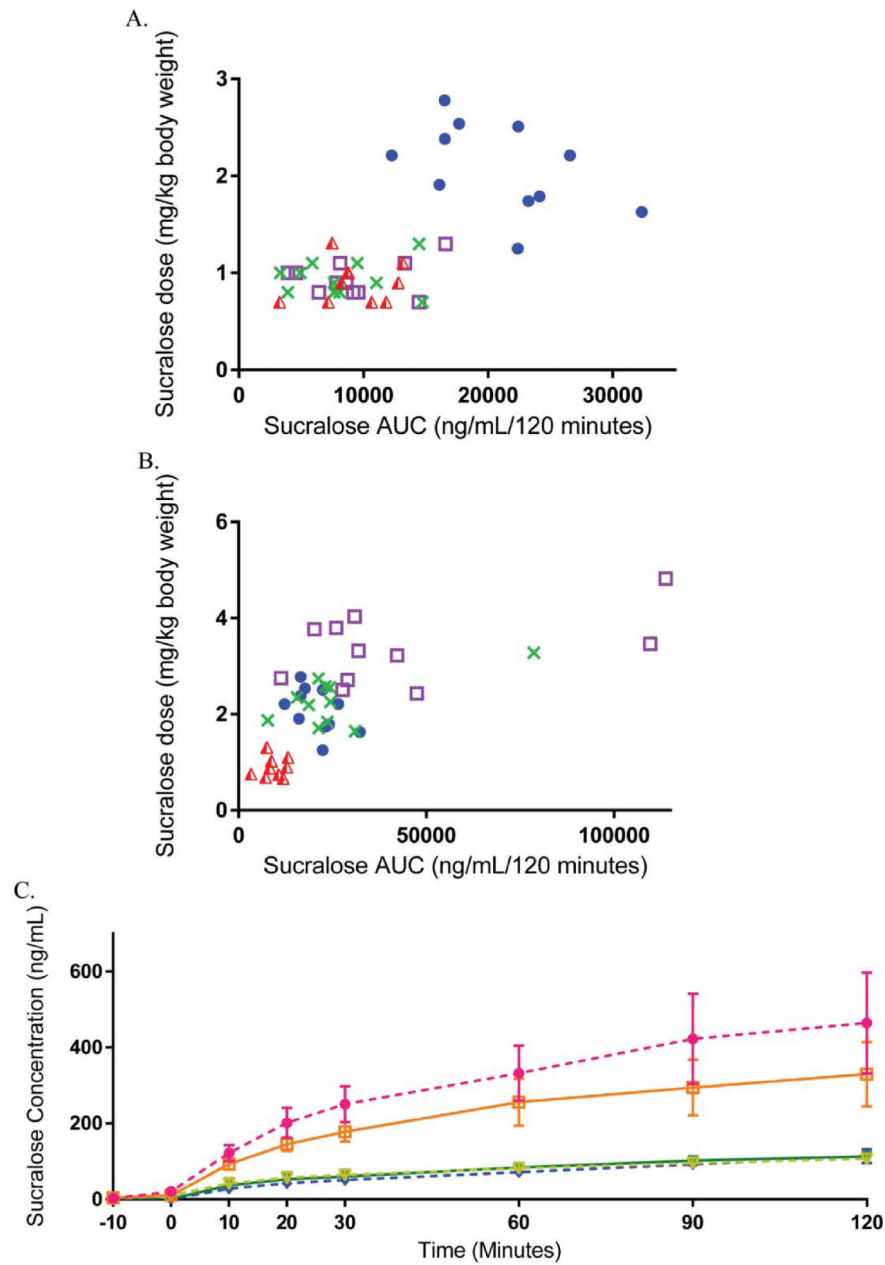 A.
Sucralose dose (mg/kg body weight)
3
2
1
0
0 10000 20000 30000
Sucralose AUC (ng/mL/120 minutes)
B.
Sucralose dose (mg/kg body weight)
6
4
2
0
0 50000 100000
Sucralose AUC (ng/mL/120 minutes)
C.
Sucralose Concentration (ng/mL)
600
400
200
0
-10 0 10 20 30 60 90 120
Time (Minutes)